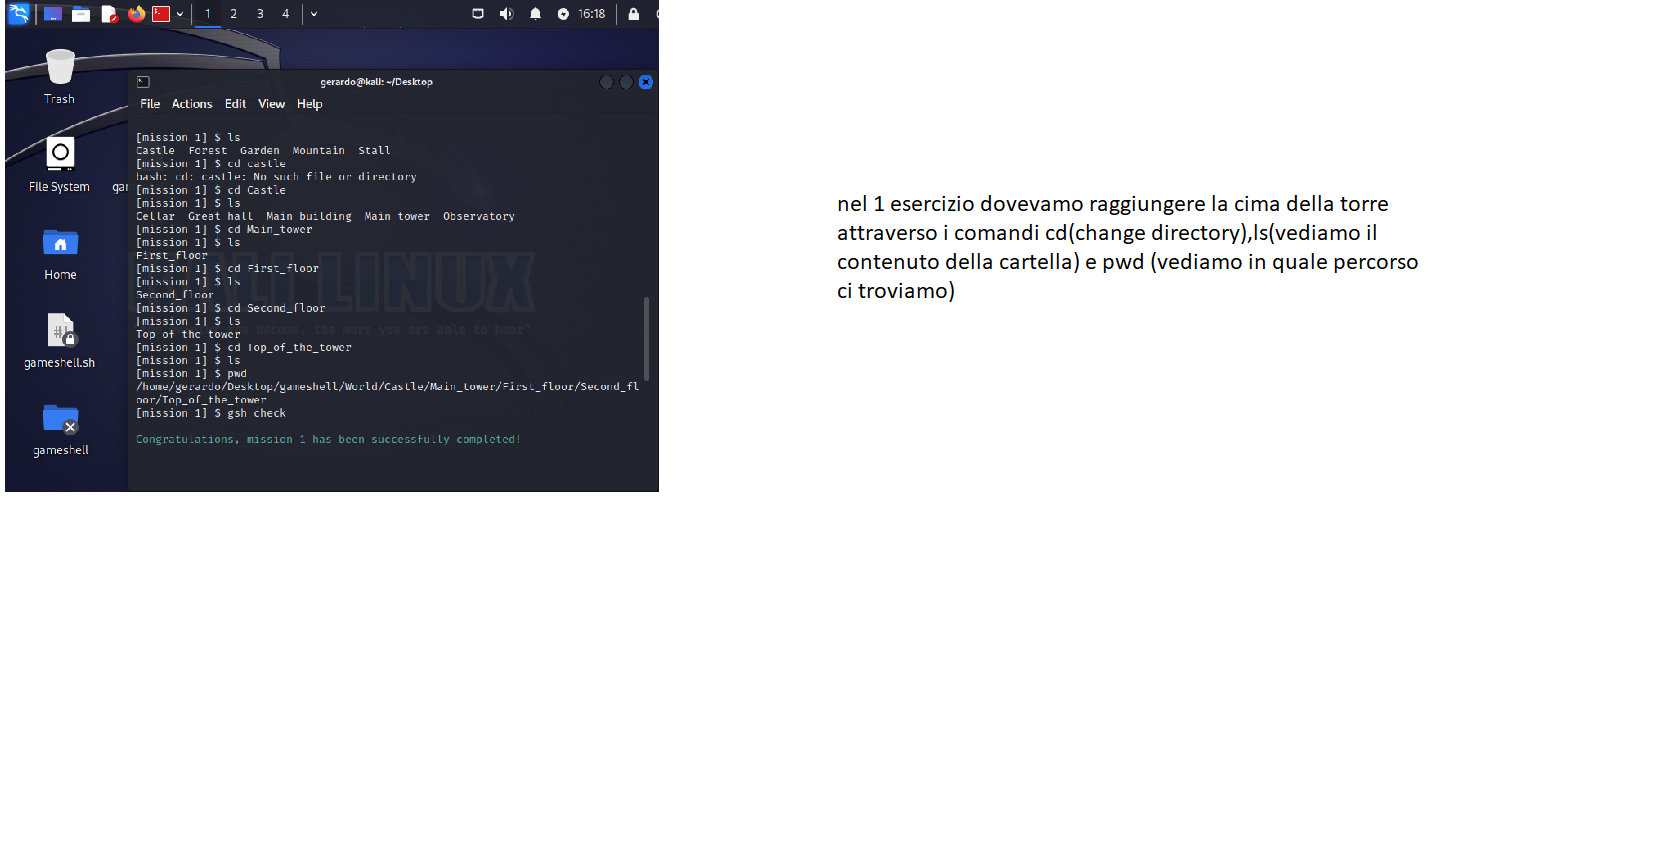 1 2 3 4 16:18
Trash
File System
Home
gameshell.sh
gameshell
gerardo@kali: ~/Desktop
File Actions Edit View Help
[mission 1] $ ls
Castle Forest Garden Mountain Stall
[mission 1] $ cd castle
bash: cd: castle: No such file or directory
[mission 1] $ cd Castle
[mission 1] $ ls
Cellar Great_hall Main_building Main_tower Observatory
[mission 1] $ cd Main_tower
[mission 1] $ ls
First_floor
[mission 1] $ cd First_floor
[mission 1] $ ls
Second_floor
[mission 1] $ cd Second_floor
[mission 1] $ ls
Top_of_the_tower
[mission 1] $ cd Top_of_the_tower
[mission 1] $ ls
[mission 1] $ pwd
/home/gerardo/Desktop/gameshell/World/Castle/Main_tower/First_floor/Second_fl
oor/Top_of_the_tower
[mission 1] $ gsh check
Congratulations, mission 1 has been successfully completed!
nel 1 esercizio dovevamo raggiungere la cima della torre
attraverso i comandi cd(change directory),ls(vediamo il
contenuto della cartella) e pwd (vediamo in quale percorso
ci troviamo)